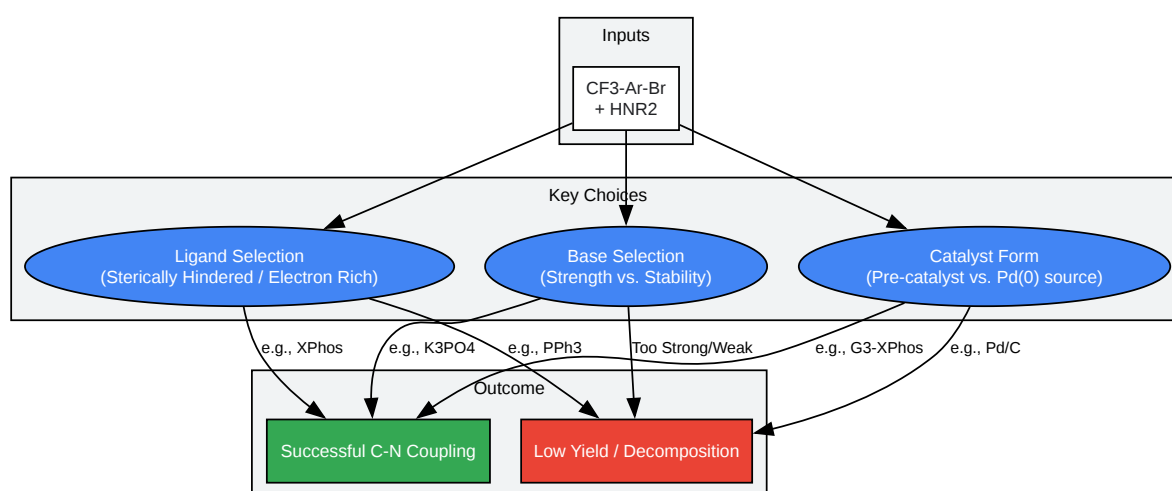 Inputs
CF3-Ar-Br
+ HNR2
Key Choices
Ligand Selection
(Sterically Hindered / Electron Rich)
Base Selection
(Strength vs. Stability)
Catalyst Form
(Pre-catalyst vs. Pd(0) source)
e.g., XPhos
e.g., K3PO4
e.g., PPh3
Too Strong/Weak
e.g., G3-XPhos
e.g., Pd/C
Outcome
Successful C-N Coupling
Low Yield / Decomposition